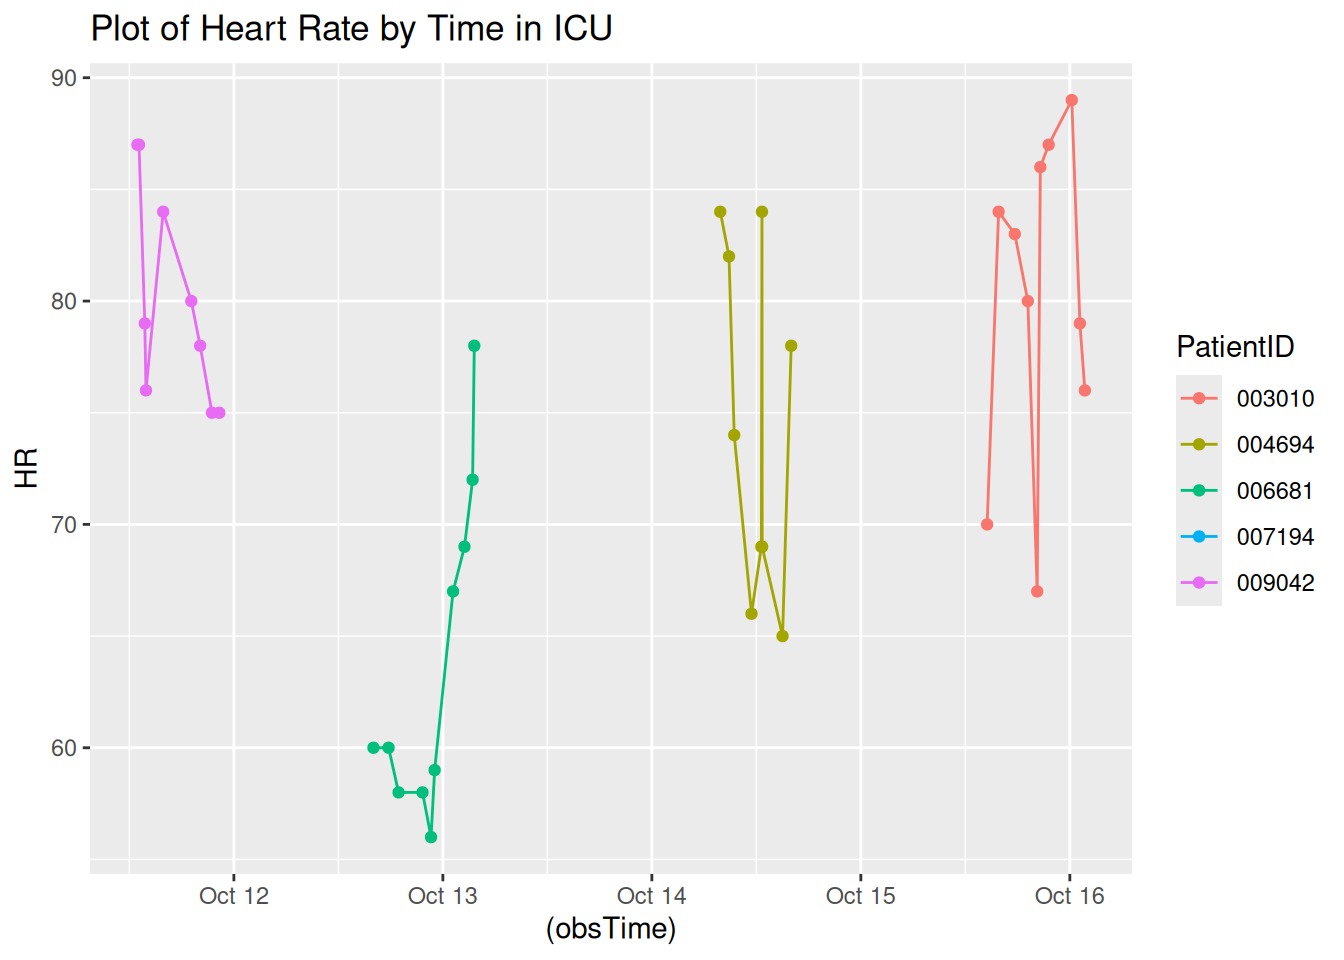 Plot of Heart Rate by Time in ICU
90
80
70
60
HR
Oct 12
Oct 13
Oct 14
Oct 15
Oct 16
(obsTime)
PatientID
003010
004694
006681
007194
009042